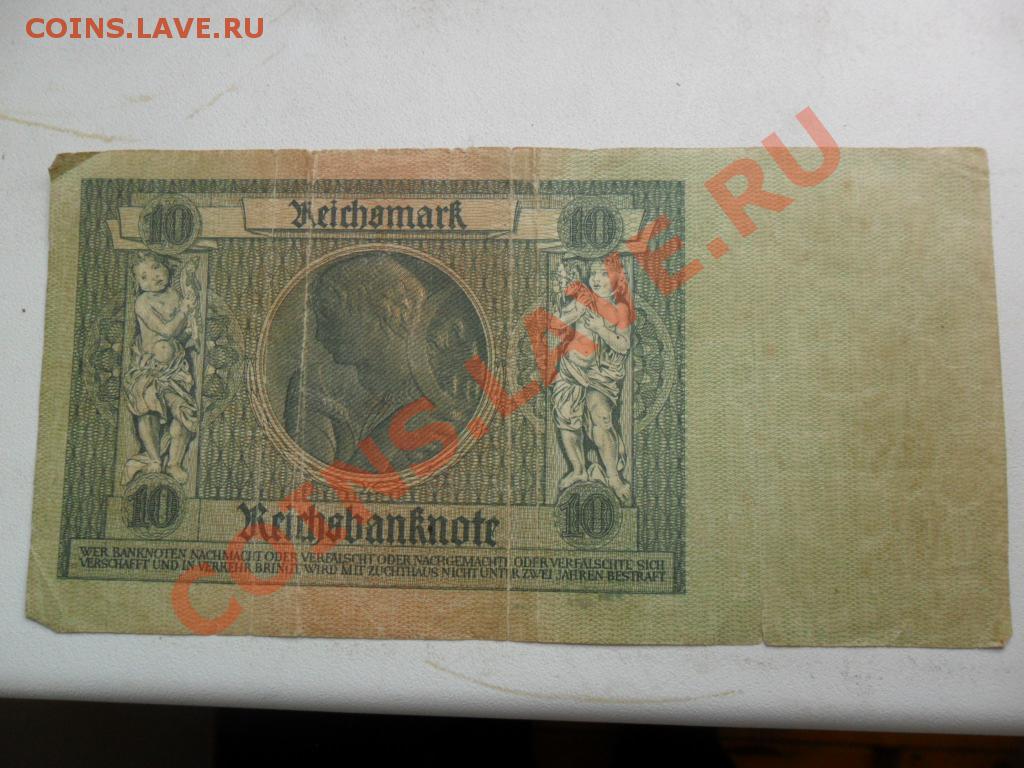 COINS.LAVE.RU
10 Reichsmark 10
10 Reichsbanknote 10
WER BANKNOTEN NACHMACHT ODER VERFÄLSCHT ODER NACHGEMACHTE ODER VERFÄLSCHTE SICH
VERSCHAFFT UND IN VERKEHR BRINGT, WIRD MIT ZUCHTHAUS NICHT UNTER ZWEI JAHREN BESTRAFT
COINS.LAVE.RU